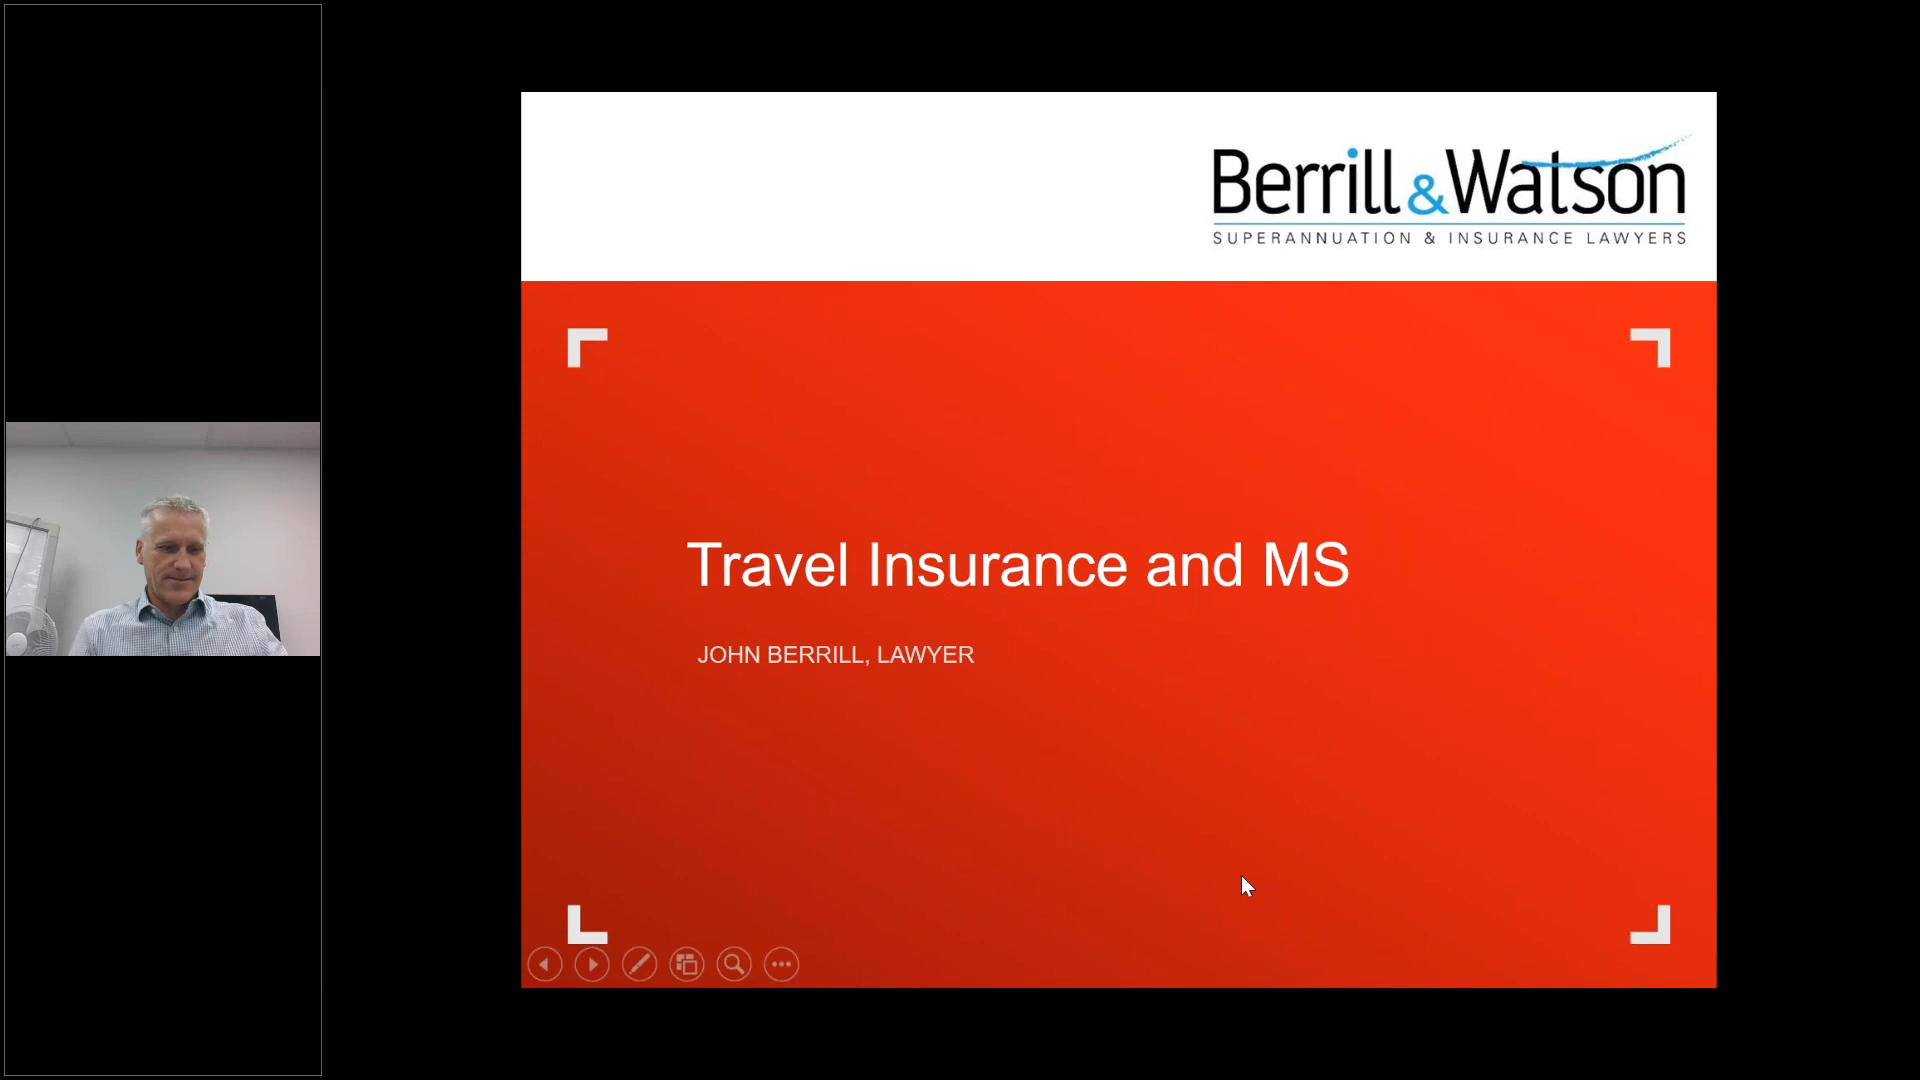 Berrill & Watson
SUPERANNUATION & INSURANCE LAWYERS
Travel Insurance and MS
JOHN BERRILL, LAWYER